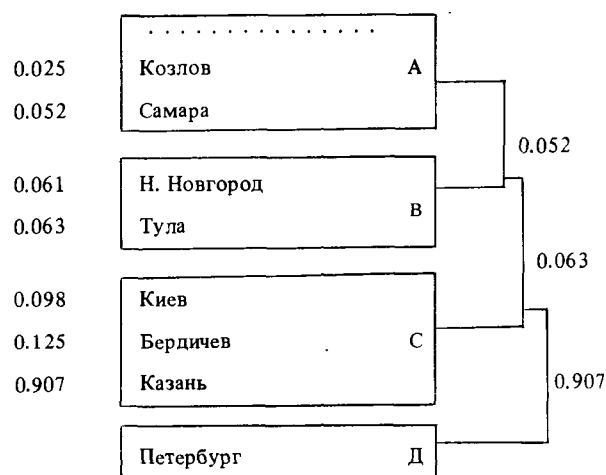 . . . . . . . . . . . . . . .
0.025 Козлов А
0.052 Самара
0.052
0.061 Н. Новгород
В
0.063 Тула
0.063
0.098 Киев
0.125 Бердичев С
0.907 Казань
0.907
Петербург Д